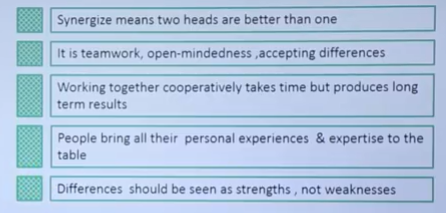 Synergize means two heads are better than one
It is teamwork, open-mindedness ,accepting differences
Working together cooperatively takes time but produces long
term results
People bring all their personal experiences & expertise to the
table
Differences should be seen as strengths , not weaknesses